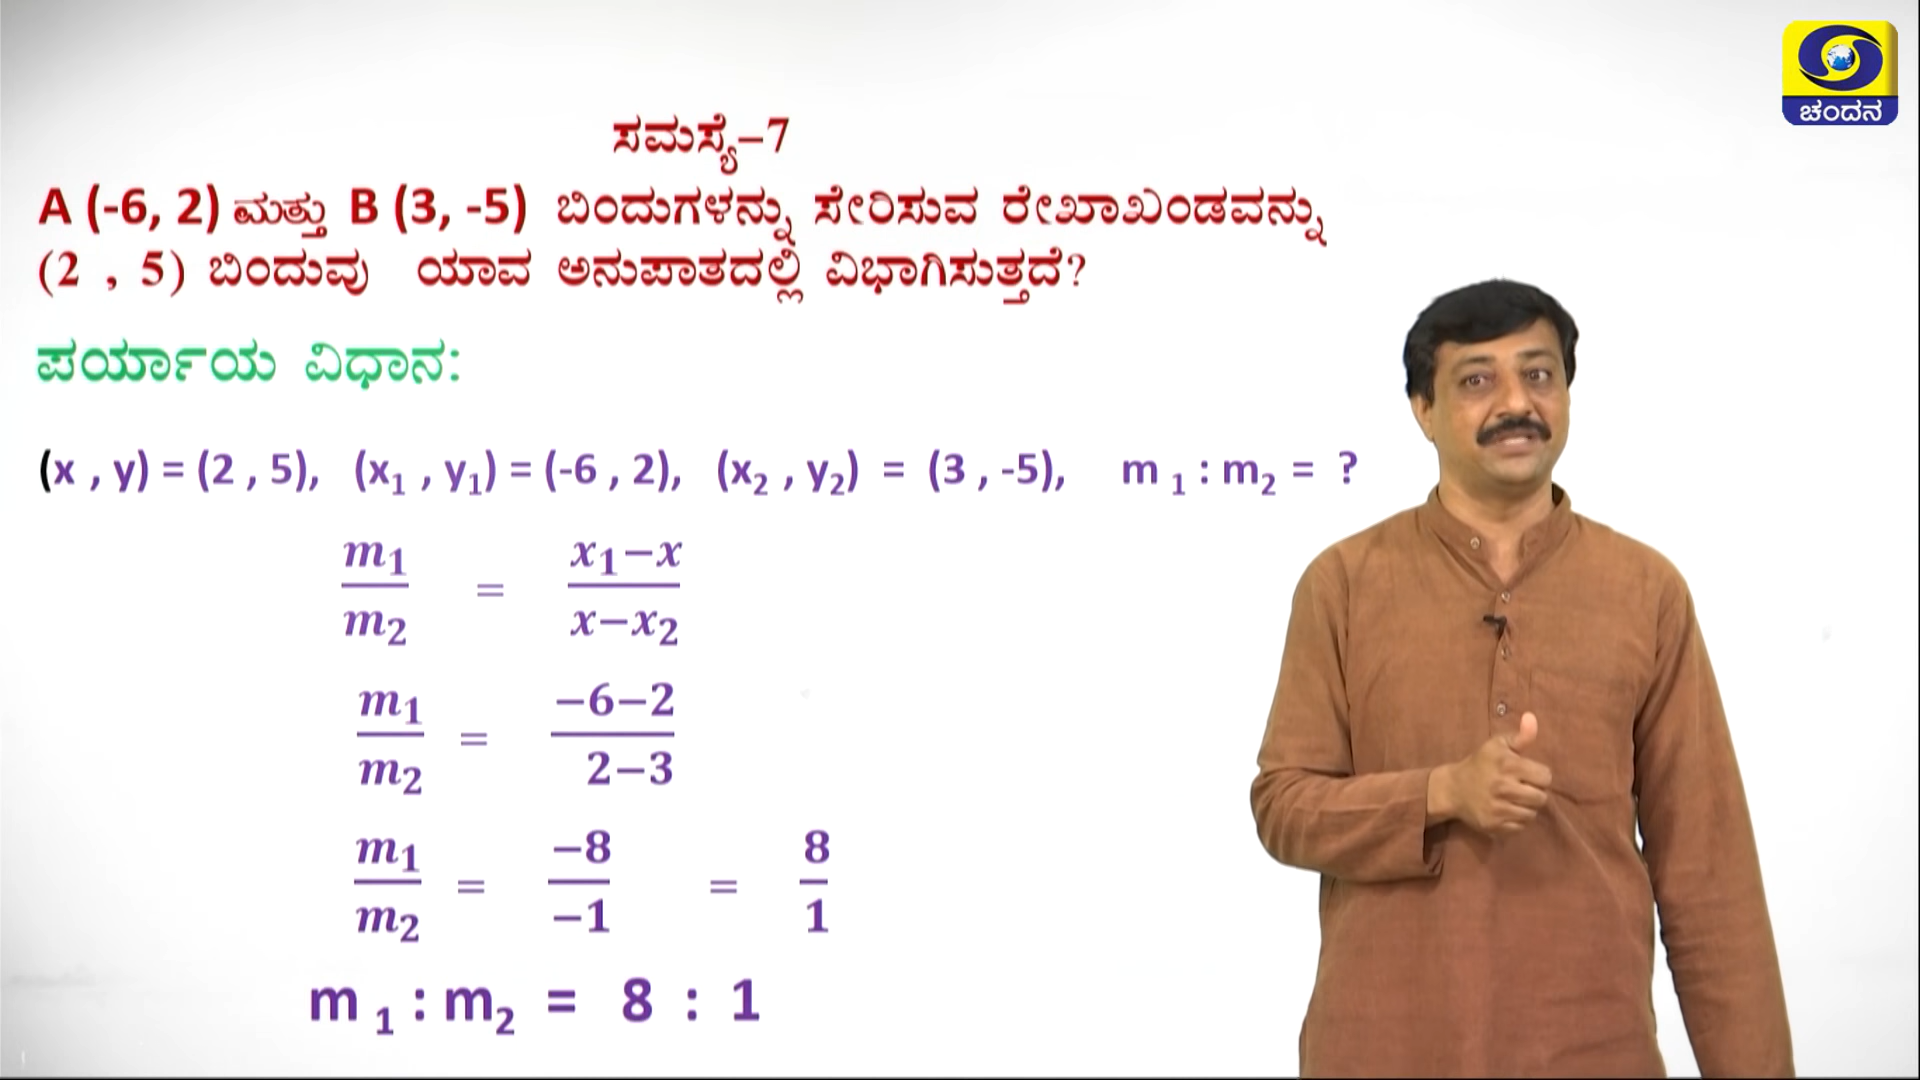 ಚಂದನ
ಸಮಸ್ಯೆ–7
A (-6, 2) ಮತ್ತು B (3, -5) ಬಿಂದುಗಳನ್ನು ಸೇರಿಸುವ ರೇಖಾಖಂಡವನ್ನು
(2 , 5) ಬಿಂದುವು ಯಾವ ಅನುಪಾತದಲ್ಲಿ ವಿಭಾಗಿಸುತ್ತದೆ?
ಪರ್ಯಾಯ ವಿಧಾನ:
(x , y) = (2 , 5), (x₁ , y₁) = (-6 , 2), (x₂ , y₂) = (3 , -5), m ₁ : m₂ = ?
m₁/m₂ = x₁−x/x−x₂
m₁/m₂ = −6−2/2−3
m₁/m₂ = −8/−1 = 8/1
m ₁ : m₂ = 8 : 1